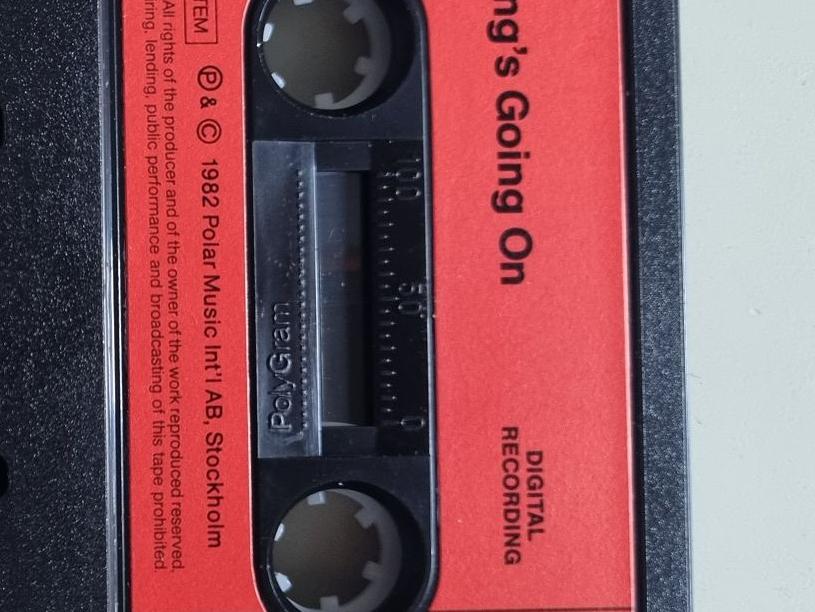 ng's Going On
DIGITAL
RECORDING
100
50
0
PolyGram
TEM
Ⓟ & © 1982 Polar Music Int'l AB, Stockholm
All rights of the producer and of the owner of the work reproduced reserved.
ring, lending, public performance and broadcasting of this tape prohibited.